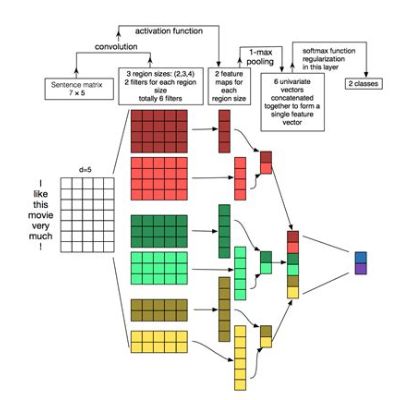 activation function
convolution
1-max
pooling
softmax function
regularization
in this layer
Sentence matrix
7 × 5
3 region sizes: (2,3,4)
2 filters for each region
size
totally 6 filters
2 feature
maps for
each
region size
6 univariate
vectors
concatenated
together to form a
single feature
vector
2 classes
d=5
I
like
this
movie
very
much
!